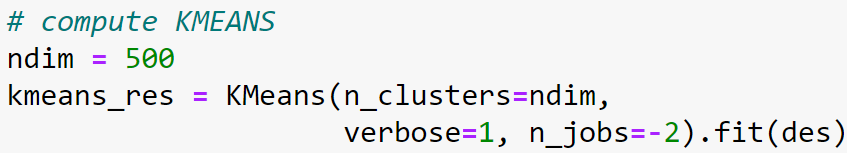 # compute KMEANS
ndim = 500
kmeans_res = KMeans(n_clusters=ndim,
                    verbose=1, n_jobs=-2).fit(des)